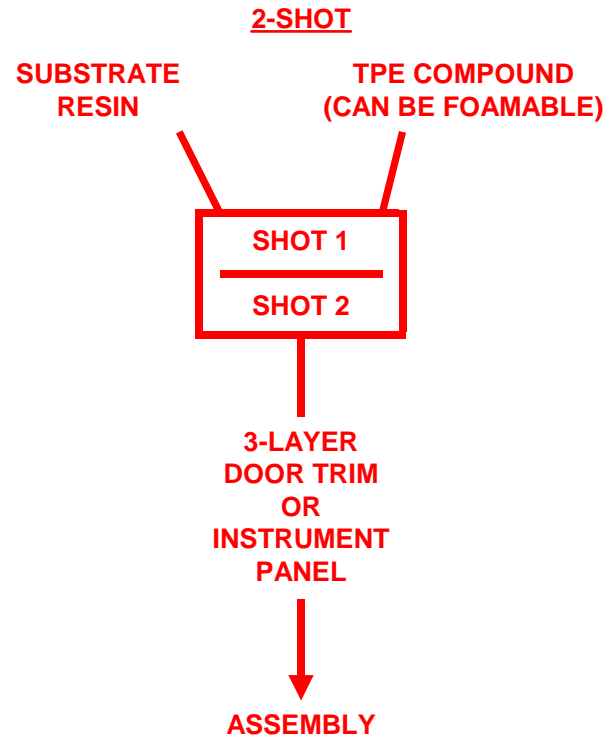 2-SHOT
SUBSTRATE
RESIN
TPE COMPOUND
(CAN BE FOAMABLE)
SHOT 1
SHOT 2
3-LAYER
DOOR TRIM
OR
INSTRUMENT
PANEL
ASSEMBLY